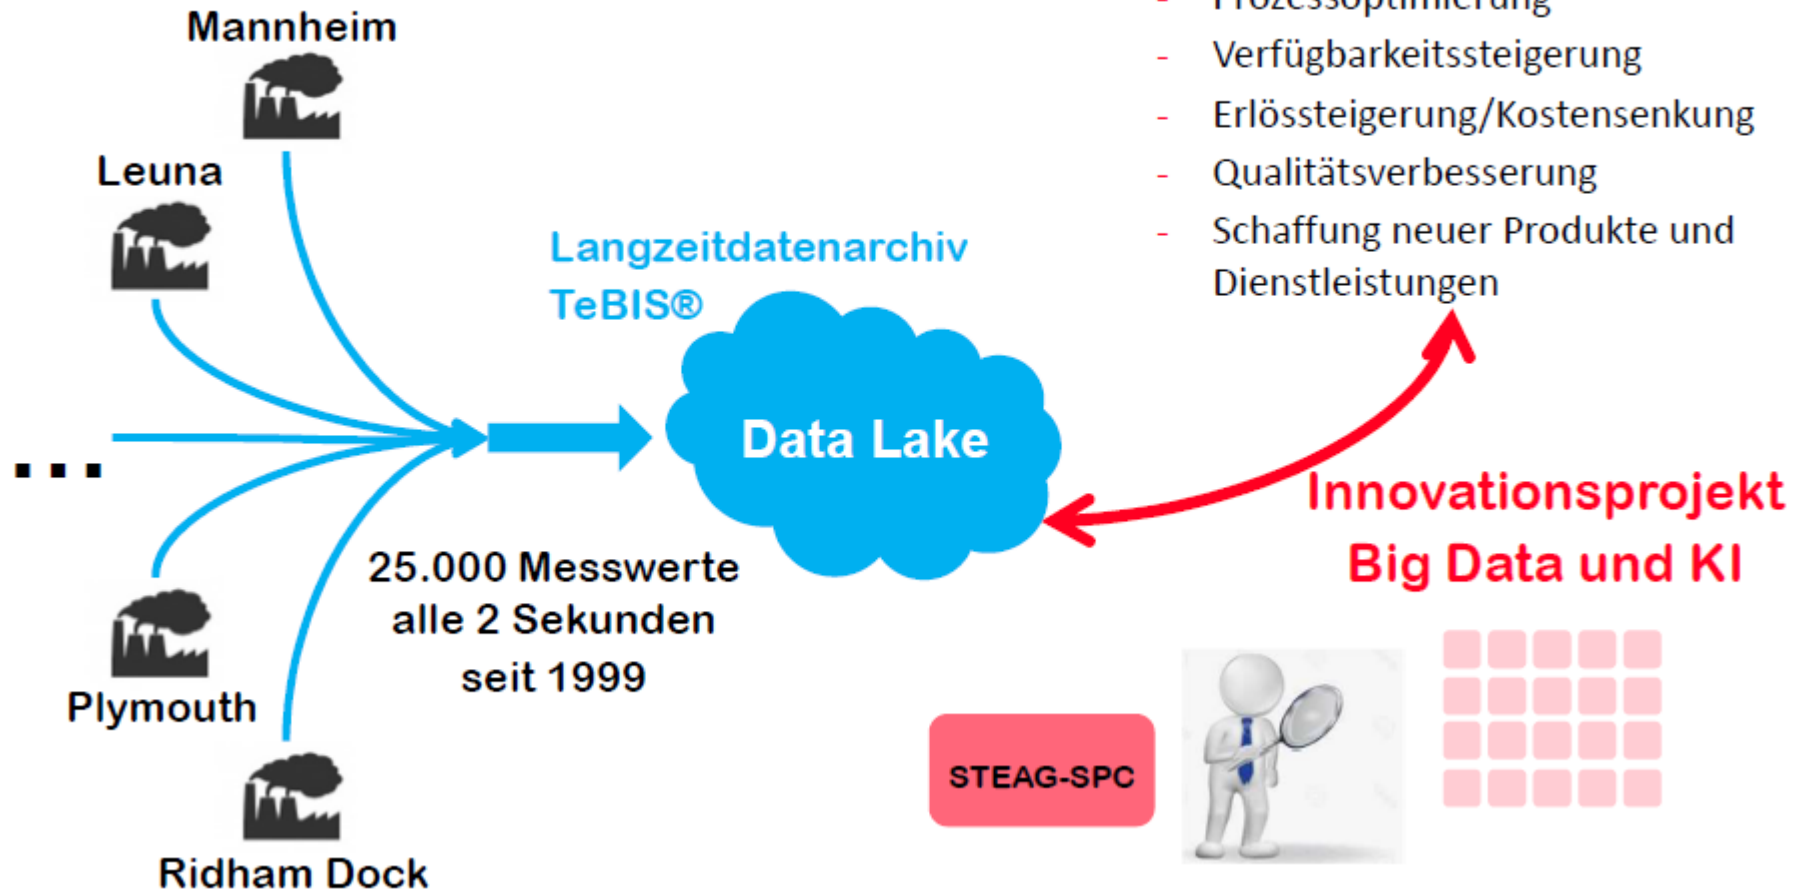 Mannheim
Leuna
...
Plymouth
Ridham Dock
25.000 Messwerte
alle 2 Sekunden
seit 1999
Langzeitdatenarchiv
TeBIS®
Data Lake
- Prozessoptimierung
- Verfügbarkeitssteigerung
- Erlössteigerung/Kostensenkung
- Qualitätsverbesserung
- Schaffung neuer Produkte und
Dienstleistungen
Innovationsprojekt
Big Data und KI
STEAG-SPC